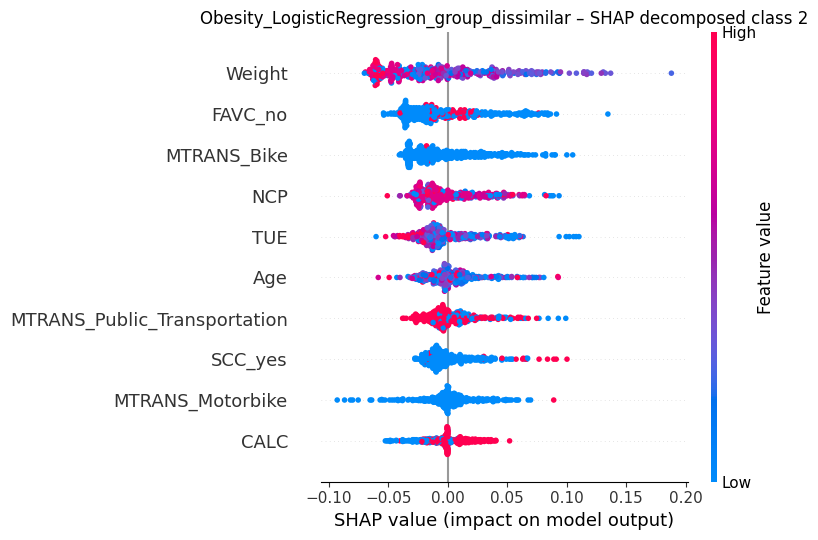 Obesity_LogisticRegression_group_dissimilar – SHAP decomposed class 2
High
Weight
FAVC_no
MTRANS_Bike
NCP
TUE
Age
MTRANS_Public_Transportation
SCC_yes
MTRANS_Motorbike
CALC
Feature value
Low
−0.10 −0.05 0.00 0.05 0.10 0.15 0.20
SHAP value (impact on model output)